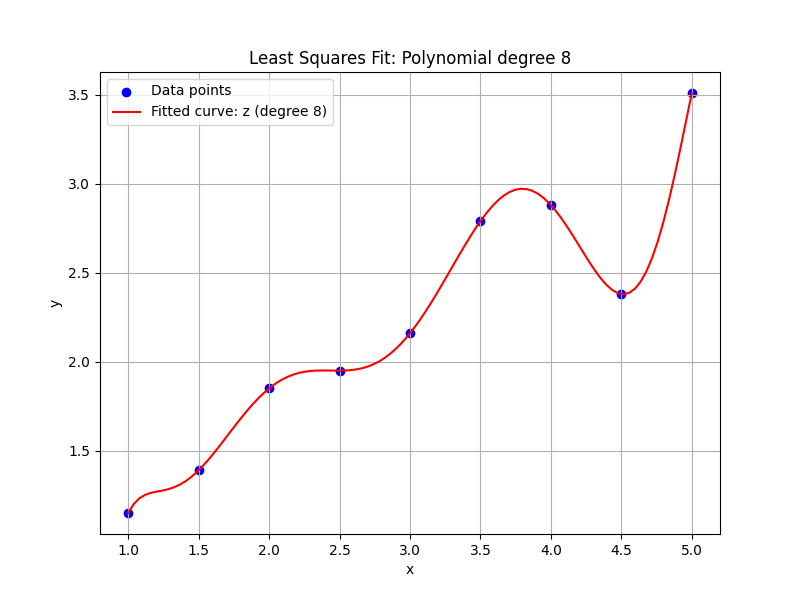 Least Squares Fit: Polynomial degree 8
Data points
Fitted curve: z (degree 8)
3.5
3.0
2.5
2.0
1.5
y
1.0 1.5 2.0 2.5 3.0 3.5 4.0 4.5 5.0
x